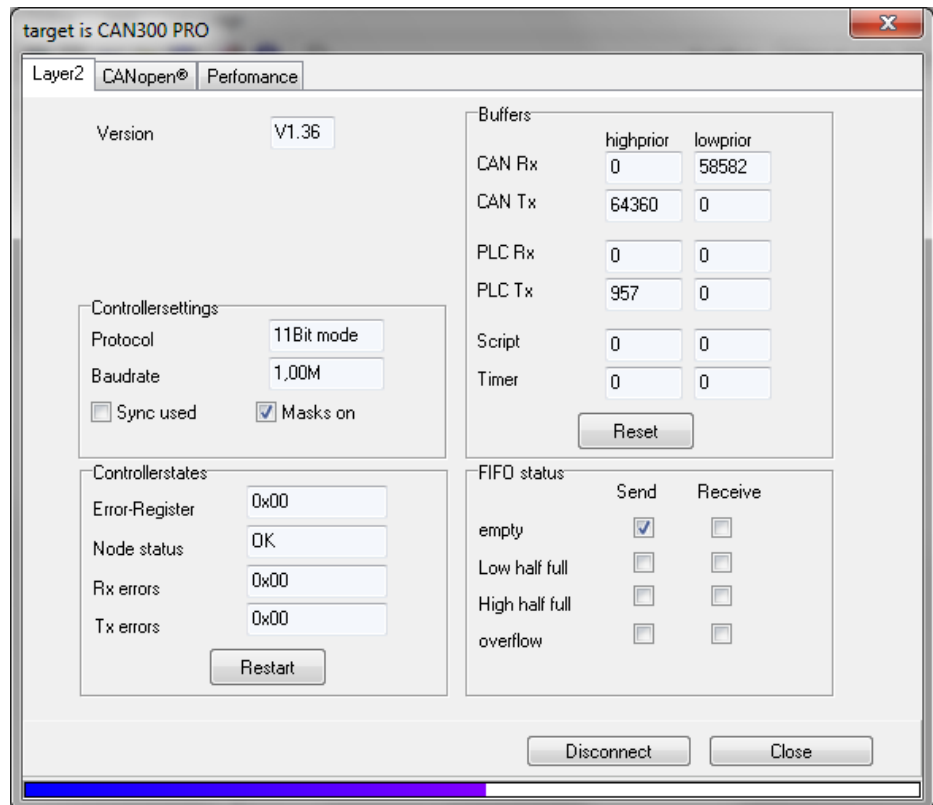 target is CAN300 PRO
Layer2 CANopen® Perfomance
Version V1.36
Controllersettings
Protocol 11Bit mode
Baudrate 1,00M
Sync used Masks on
Controllerstates
Error-Register 0x00
Node status OK
Rx errors 0x00
Tx errors 0x00
Restart
Buffers
highprior lowprior
CAN Rx 0 58582
CAN Tx 64360 0
PLC Rx 0 0
PLC Tx 957 0
Script 0 0
Timer 0 0
Reset
FIFO status
Send Receive
empty
Low half full
High half full
overflow
Disconnect Close